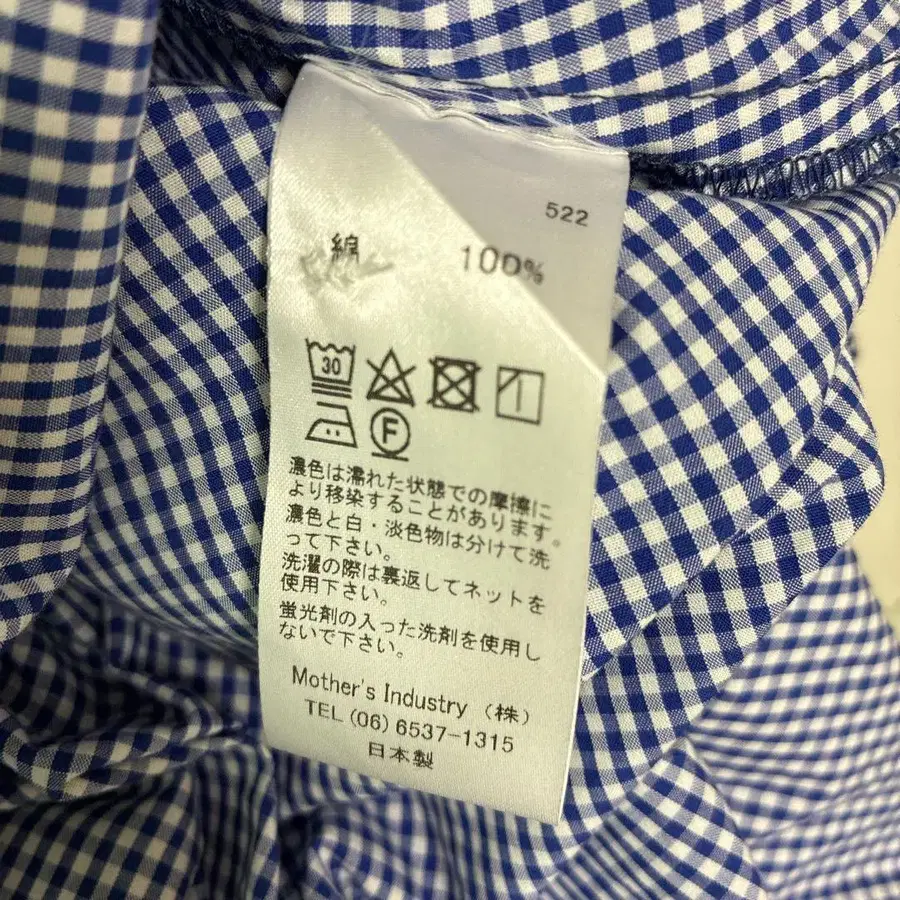 522
綿 100%
30
F
濃色は濡れた状態での摩擦に
より移染することがあります。
濃色と白・淡色物は分けて洗
って下さい。
洗濯の際は裏返してネットを
使用下さい。
蛍光剤の入った洗剤を使用し
ないで下さい。
Mother's Industry (株)
TEL (06) 6537-1315
日本製